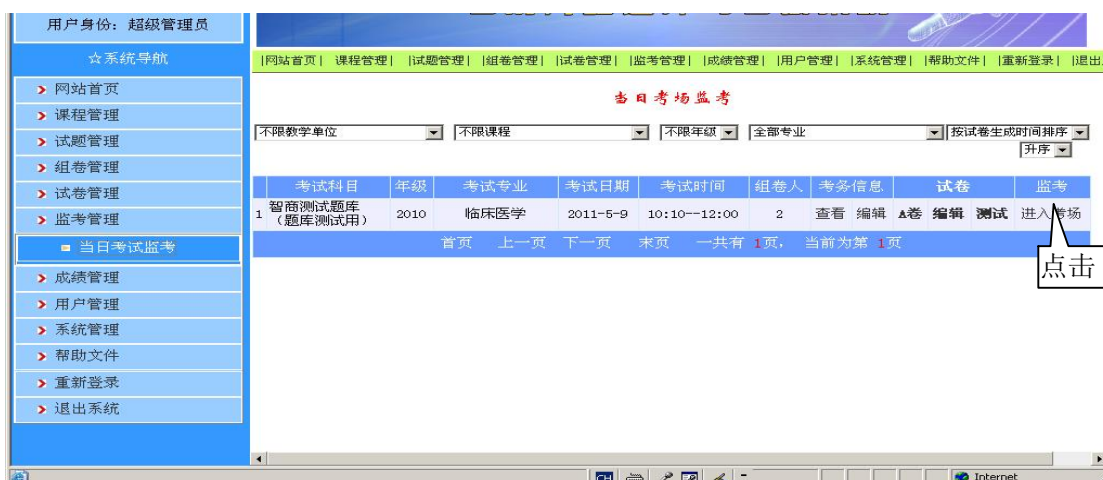 用户身份：超级管理员
☆系统导航
|网站首页| 课程管理| |试题管理| |组卷管理| |试卷管理| |监考管理| |成绩管理| |用户管理| |系统管理| |帮助文件| |重新登录| |退出
网站首页
课程管理
试题管理
组卷管理
试卷管理
监考管理
当日考试监考
成绩管理
用户管理
系统管理
帮助文件
重新登录
退出系统
当日考场监考
不限教学单位 不限课程 不限年级 全部专业 按试卷生成时间排序
升序
考试科目 年级 考试专业 考试日期 考试时间 组卷人 考务信息 试卷 监考
1 智商测试题库（题库测试用） 2010 临床医学 2011-5-9 10:10--12:00 2 查看 编辑 A卷 编辑 测试 进入考场
首页 上一页 下一页 末页 一共有 1页， 当前为第 1页
点击
CH
Internet